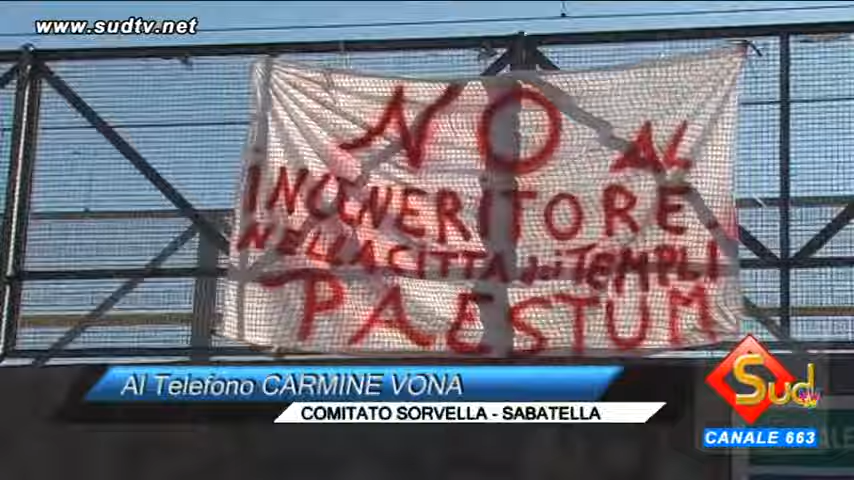 www.sudtv.net
NO AL
INCENERITORE
NELLA CITTA dei TEMPLI
PAESTUM
Al Telefono CARMINE VONA
COMITATO SORVELLA - SABATELLA
Sud tv
CANALE 663